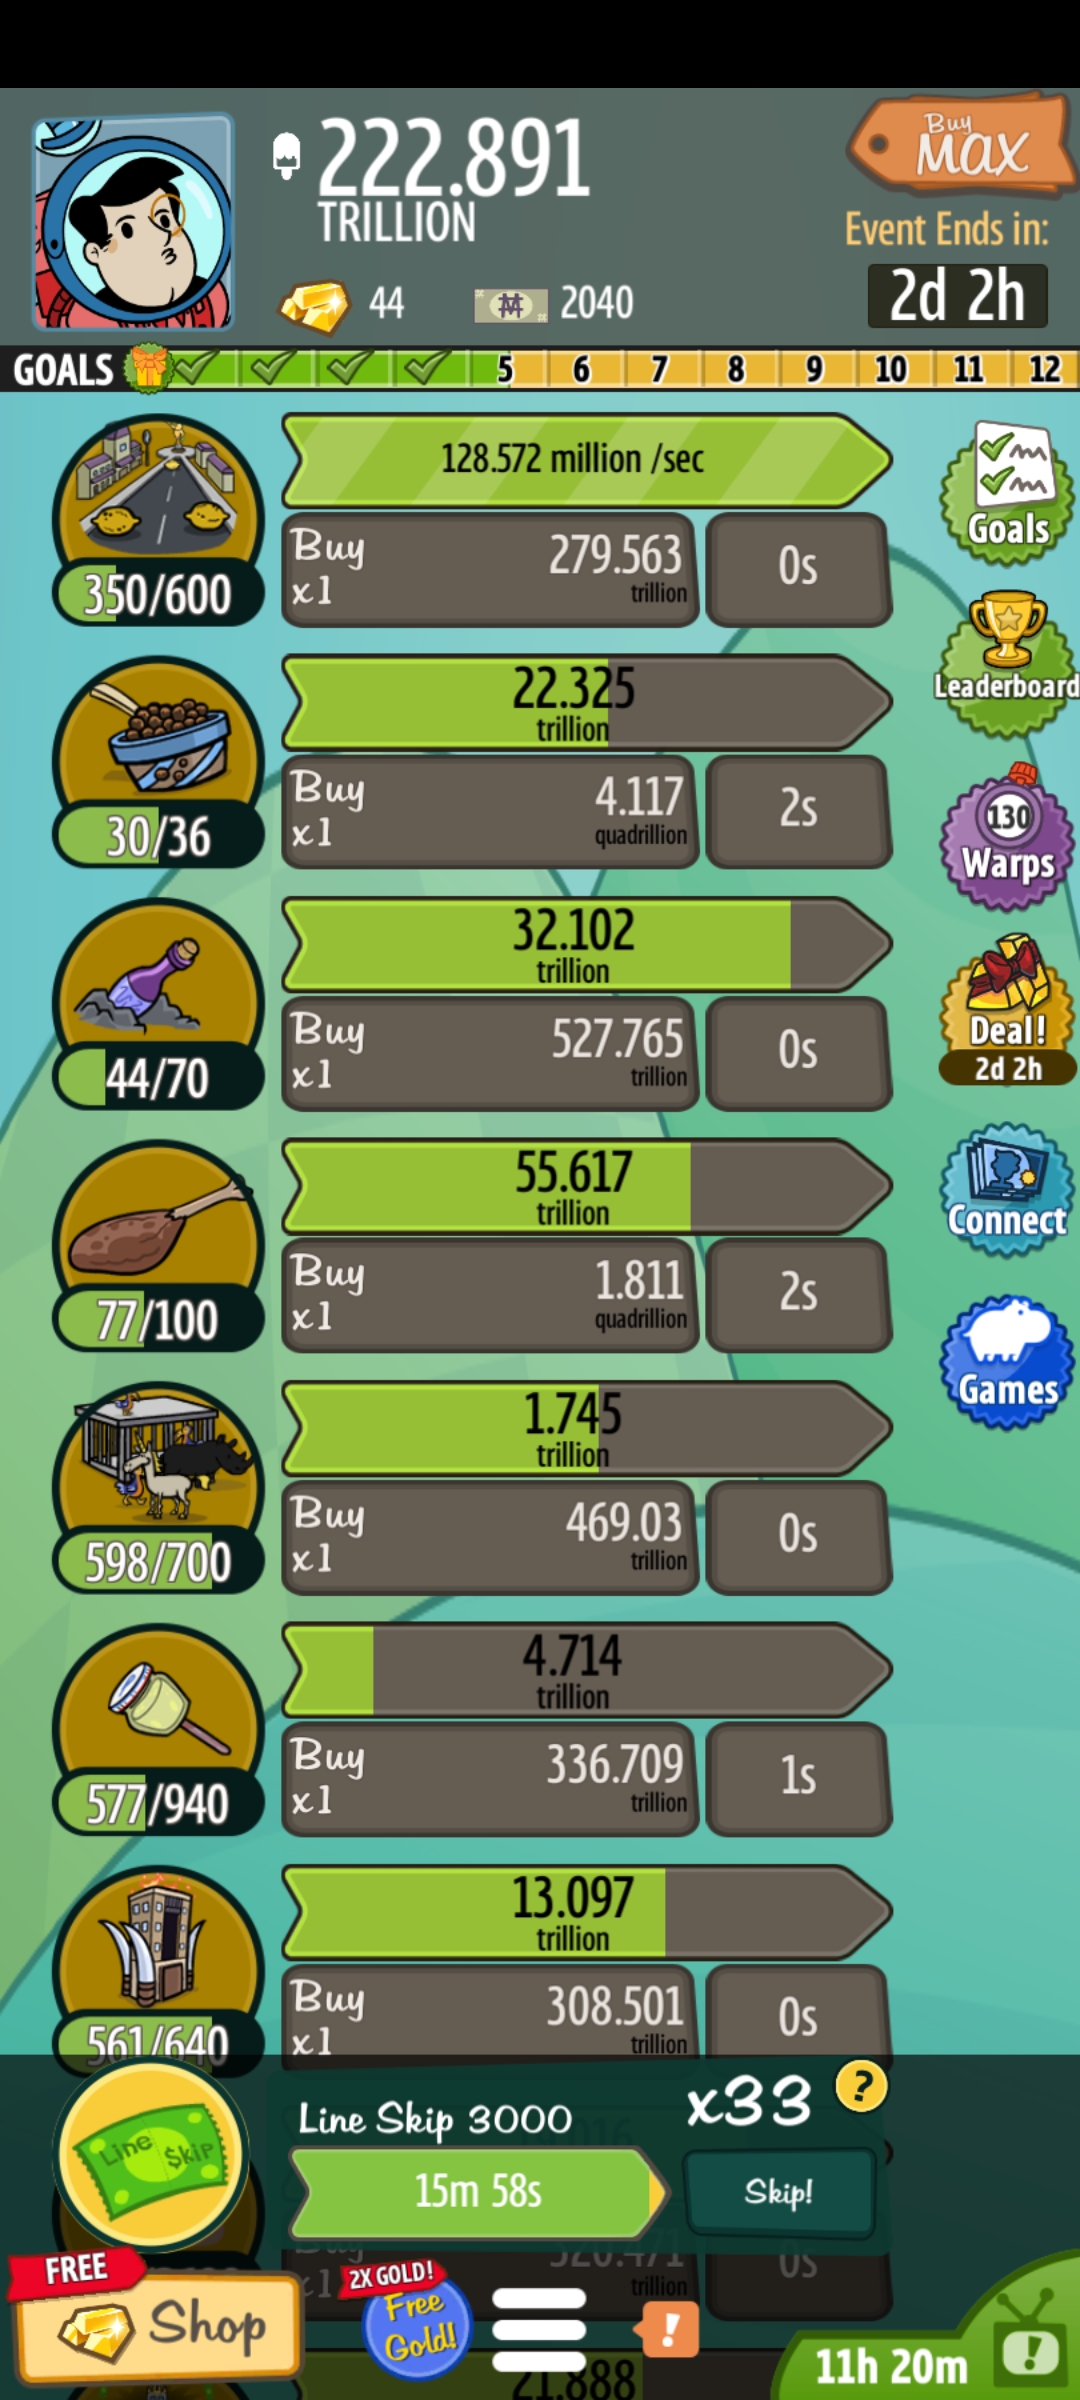 222.891
TRILLION
44
2040
Buy
MAX
Event Ends in:
2d 2h
GOALS 5 6 7 8 9 10 11 12
128.572 million /sec
Buy
x1
279.563
trillion
0s
350/600
Goals
22.325
trillion
Buy
x1
4.117
quadrillion
2s
30/36
Leaderboard
32.102
trillion
Buy
x1
527.765
trillion
0s
44/70
130
Warps
55.617
trillion
Buy
x1
1.811
quadrillion
2s
77/100
Deal!
2d 2h
1.745
trillion
Buy
x1
469.03
trillion
0s
598/700
Connect
Games
4.714
trillion
Buy
x1
336.709
trillion
1s
577/940
13.097
trillion
Buy
x1
308.501
trillion
0s
561/640
Line Skip
Line Skip 3000
x33
?
15m 58s
Skip!
Buy
x1
320.471
trillion
0s
FREE
Shop
2X GOLD!
Free
Gold!
!
21.888
11h 20m
!